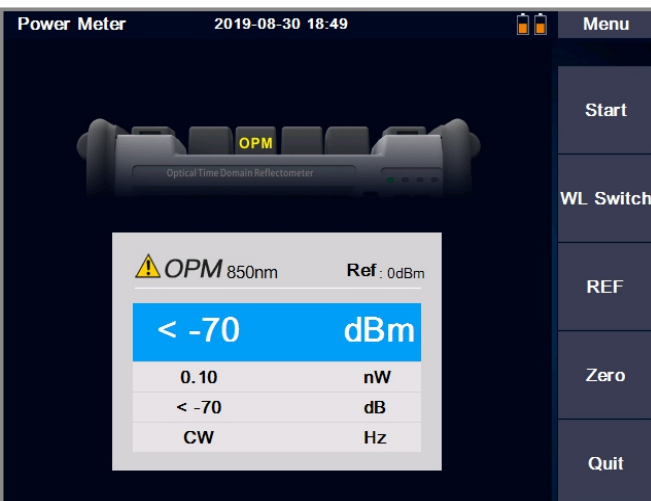 Power Meter 2019-08-30 18:49 Menu
Start
OPM
Optical Time Domain Reflectometer
WL Switch
OPM 850nm Ref: 0dBm
REF
< -70 dBm
0.10 nW
Zero
< -70 dB
CW Hz
Quit